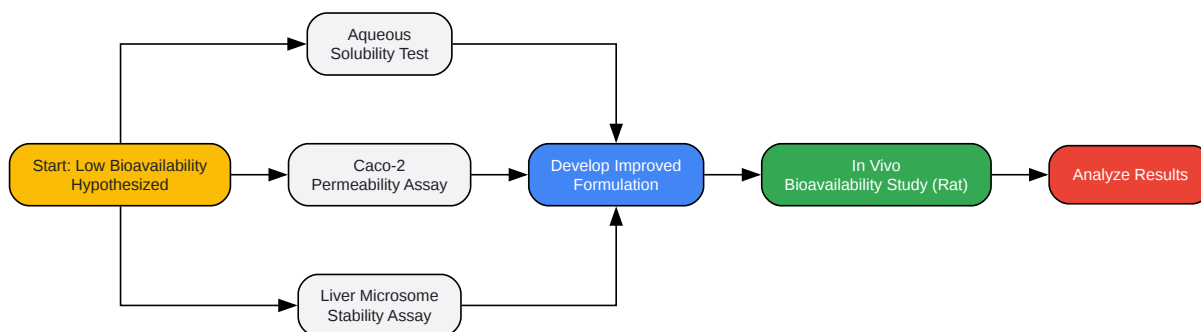 Aqueous
Solubility Test
Start: Low Bioavailability
Hypothesized
Caco-2
Permeability Assay
Develop Improved
Formulation
In Vivo
Bioavailability Study (Rat)
Analyze Results
Liver Microsome
Stability Assay